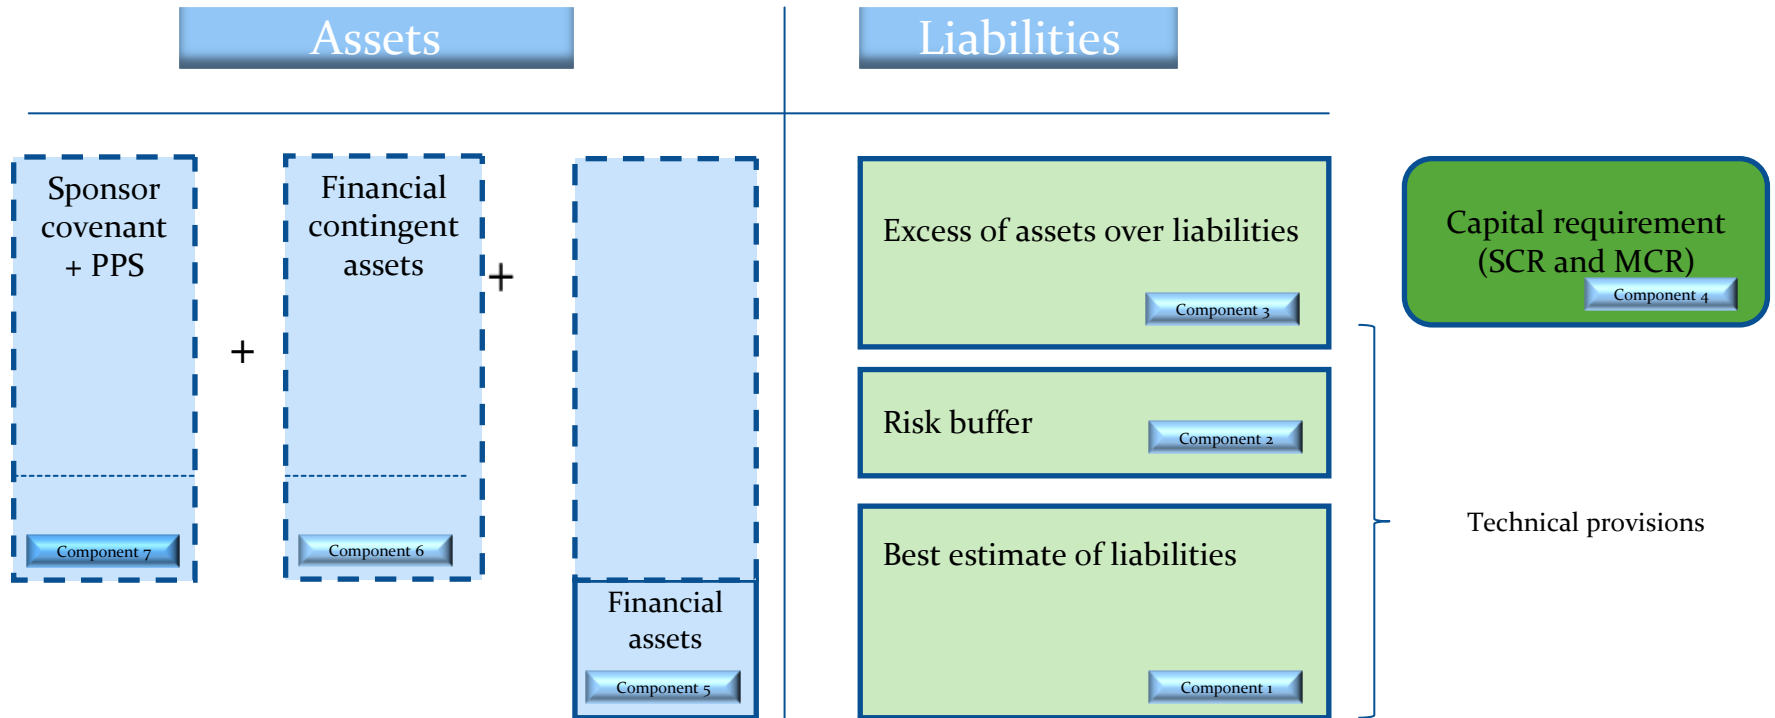 Assets
Liabilities
Sponsor
covenant
+ PPS
Component 7
+
Financial
contingent
assets
Component 6
+
Financial
assets
Component 5
Excess of assets over liabilities
Component 3
Risk buffer
Component 2
Best estimate of liabilities
Component 1
Capital requirement
(SCR and MCR)
Component 4
Technical provisions